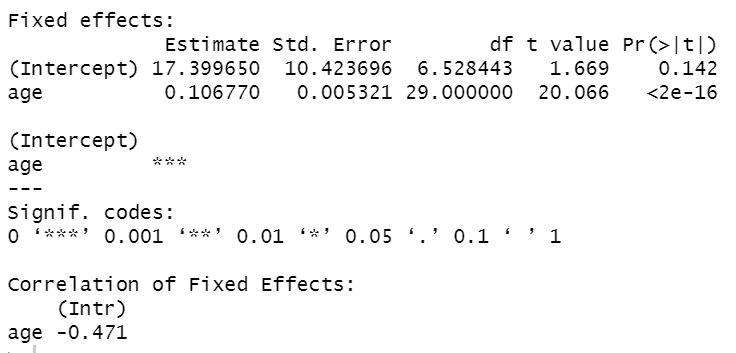 Fixed effects:
             Estimate Std. Error        df t value Pr(>|t|)
(Intercept) 17.399650  10.423696  6.528443   1.669    0.142
age          0.106770   0.005321 29.000000  20.066   <2e-16
(Intercept)
age         ***
---
Signif. codes:
0 ‘***’ 0.001 ‘**’ 0.01 ‘*’ 0.05 ‘.’ 0.1 ‘ ’ 1
Correlation of Fixed Effects:
    (Intr)
age -0.471